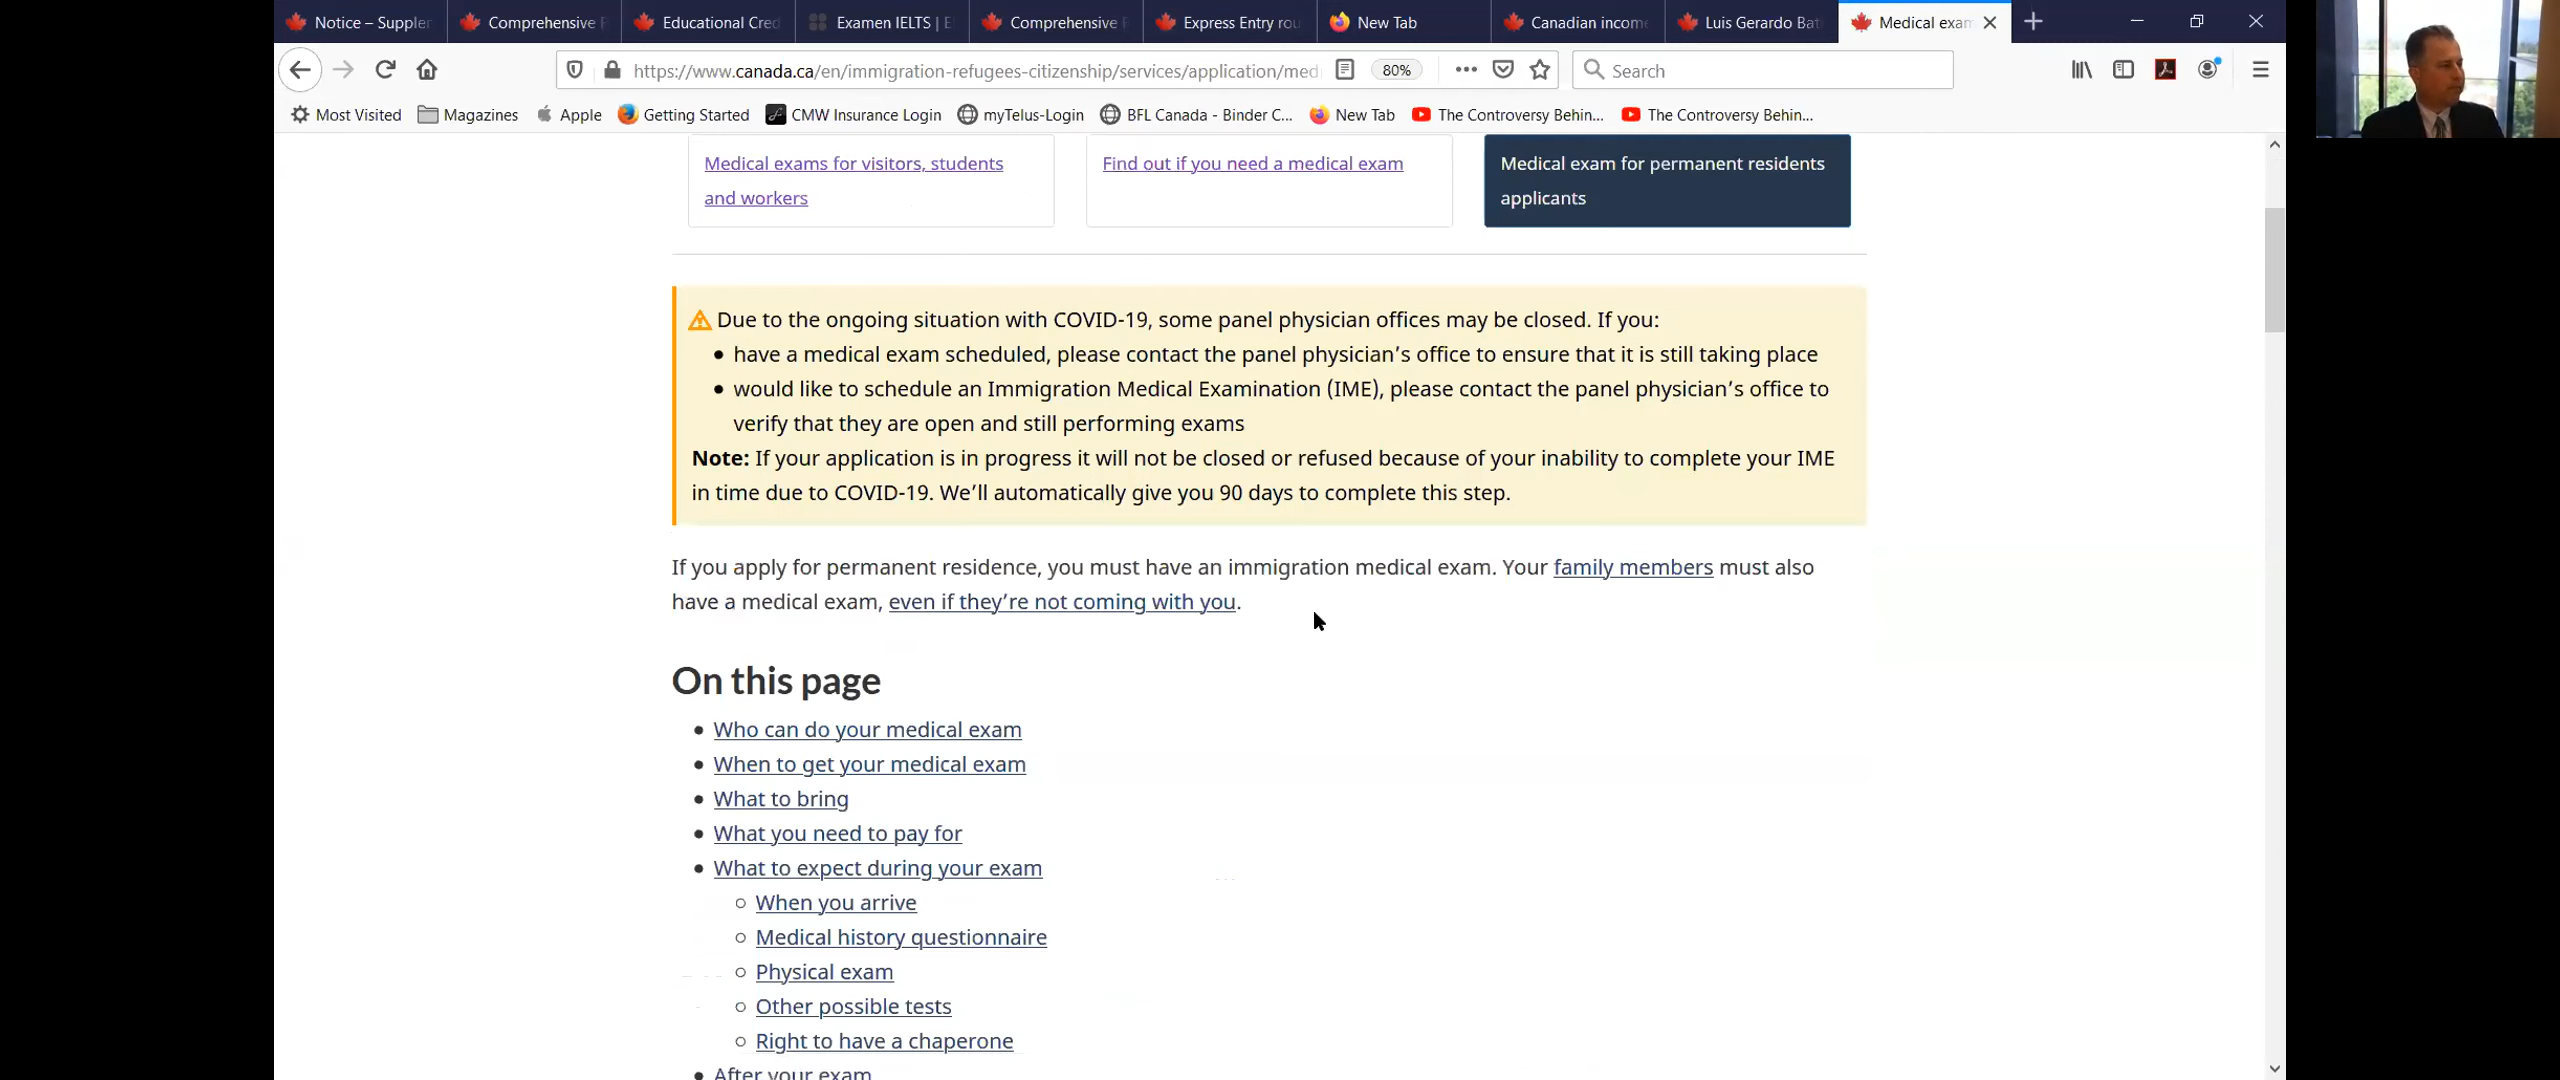 Notice – Supplem
Comprehensive R
Educational Cred
Examen IELTS | E
Comprehensive R
Express Entry rou
New Tab
Canadian income
Luis Gerardo Bat
Medical exam
https://www.canada.ca/en/immigration-refugees-citizenship/services/application/med
80%
Search
Most Visited
Magazines
Apple
Getting Started
CMW Insurance Login
myTelus-Login
BFL Canada - Binder C...
New Tab
The Controversy Behin...
The Controversy Behin...
Medical exams for visitors, students
and workers
Find out if you need a medical exam
Medical exam for permanent residents
applicants
Due to the ongoing situation with COVID-19, some panel physician offices may be closed. If you:
have a medical exam scheduled, please contact the panel physician’s office to ensure that it is still taking place
would like to schedule an Immigration Medical Examination (IME), please contact the panel physician’s office to
verify that they are open and still performing exams
Note: If your application is in progress it will not be closed or refused because of your inability to complete your IME
in time due to COVID-19. We’ll automatically give you 90 days to complete this step.
If you apply for permanent residence, you must have an immigration medical exam. Your family members must also
have a medical exam, even if they’re not coming with you.
On this page
Who can do your medical exam
When to get your medical exam
What to bring
What you need to pay for
What to expect during your exam
When you arrive
Medical history questionnaire
Physical exam
Other possible tests
Right to have a chaperone
After your exam